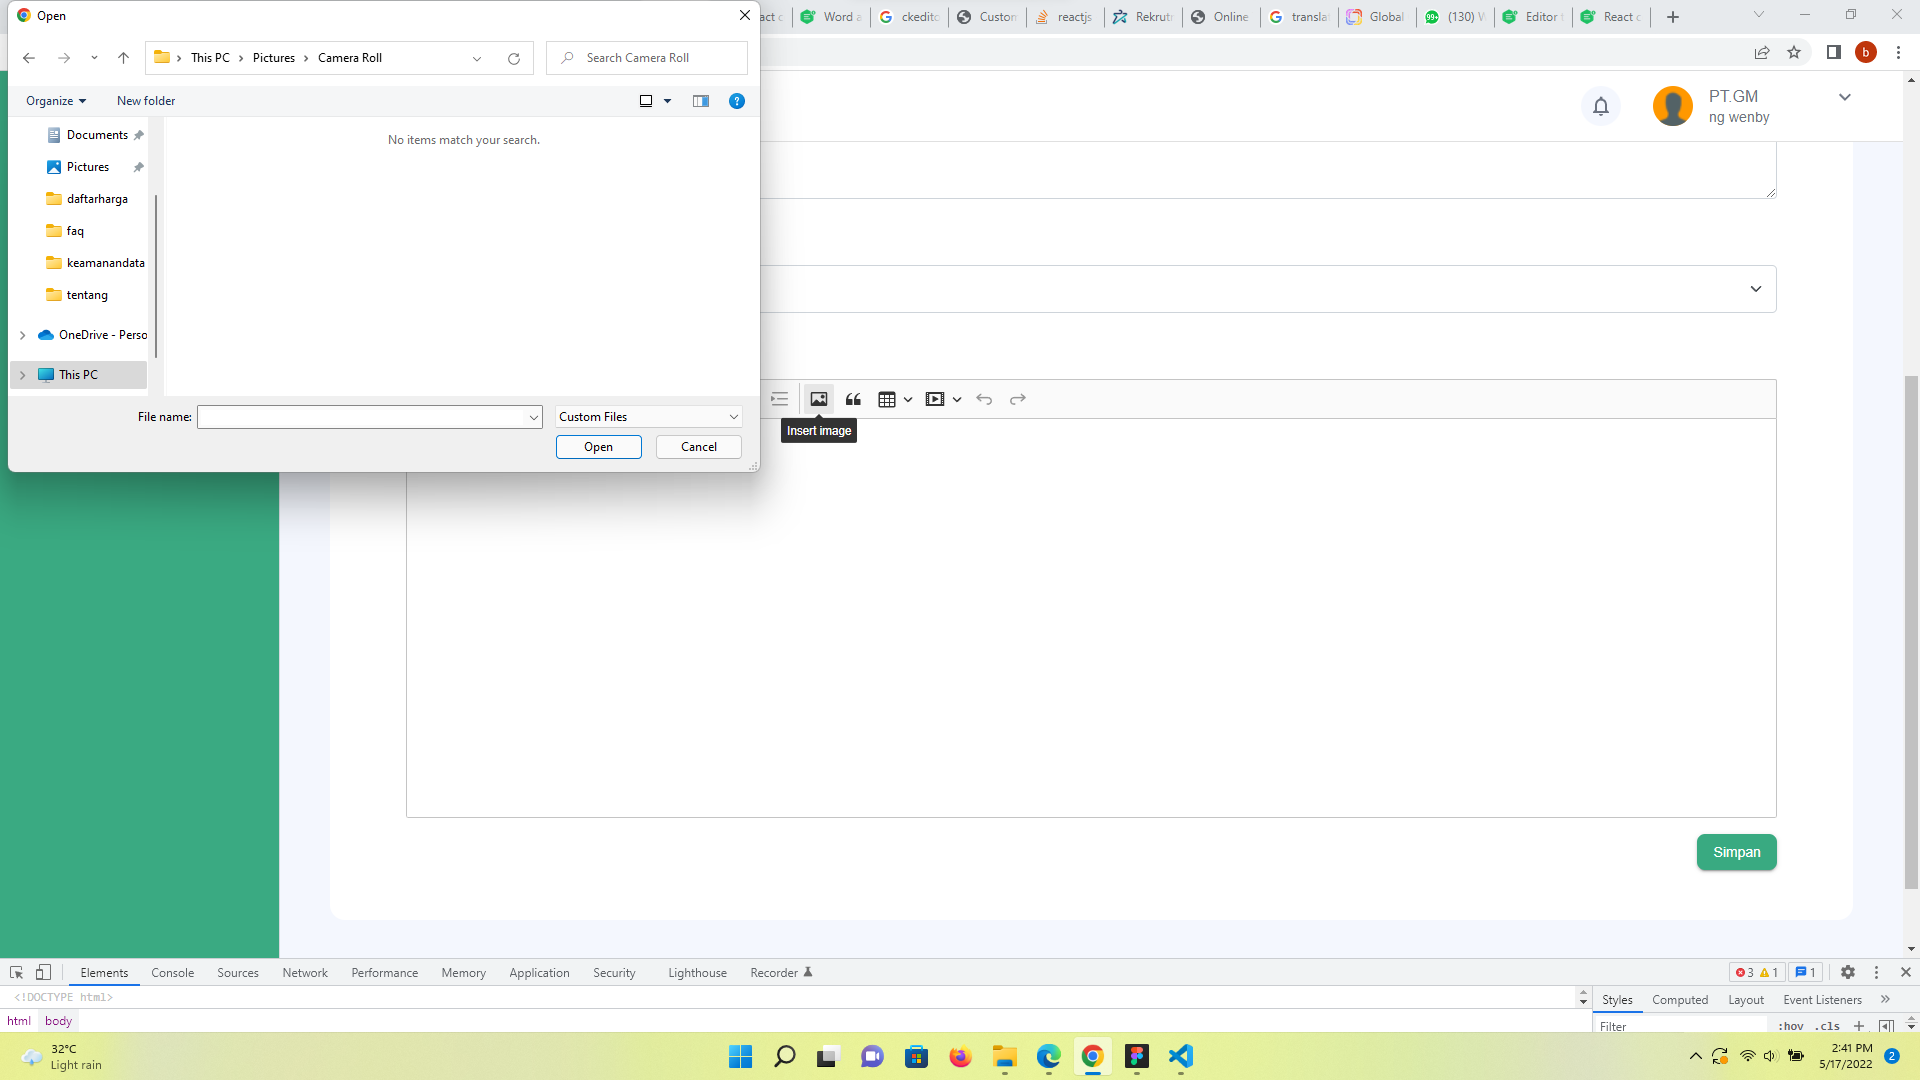 Open
act c
Word a
ckedito
Custom
reactjs
Rekrut
Online
transla
Global
(130) W
Editor
React c
This PC
Pictures
Camera Roll
Search Camera Roll
b
Organize
New folder
PT.GM
ng wenby
Documents
Pictures
daftarharga
faq
keamanandata
tentang
OneDrive - Perso
This PC
No items match your search.
File name:
Custom Files
Open
Cancel
Insert image
Simpan
Elements
Console
Sources
Network
Performance
Memory
Application
Security
Lighthouse
Recorder
3
1
1
<!DOCTYPE html>
Styles
Computed
Layout
Event Listeners
html
body
Filter
:hov
.cls
32°C
Light rain
2:41 PM
5/17/2022
2